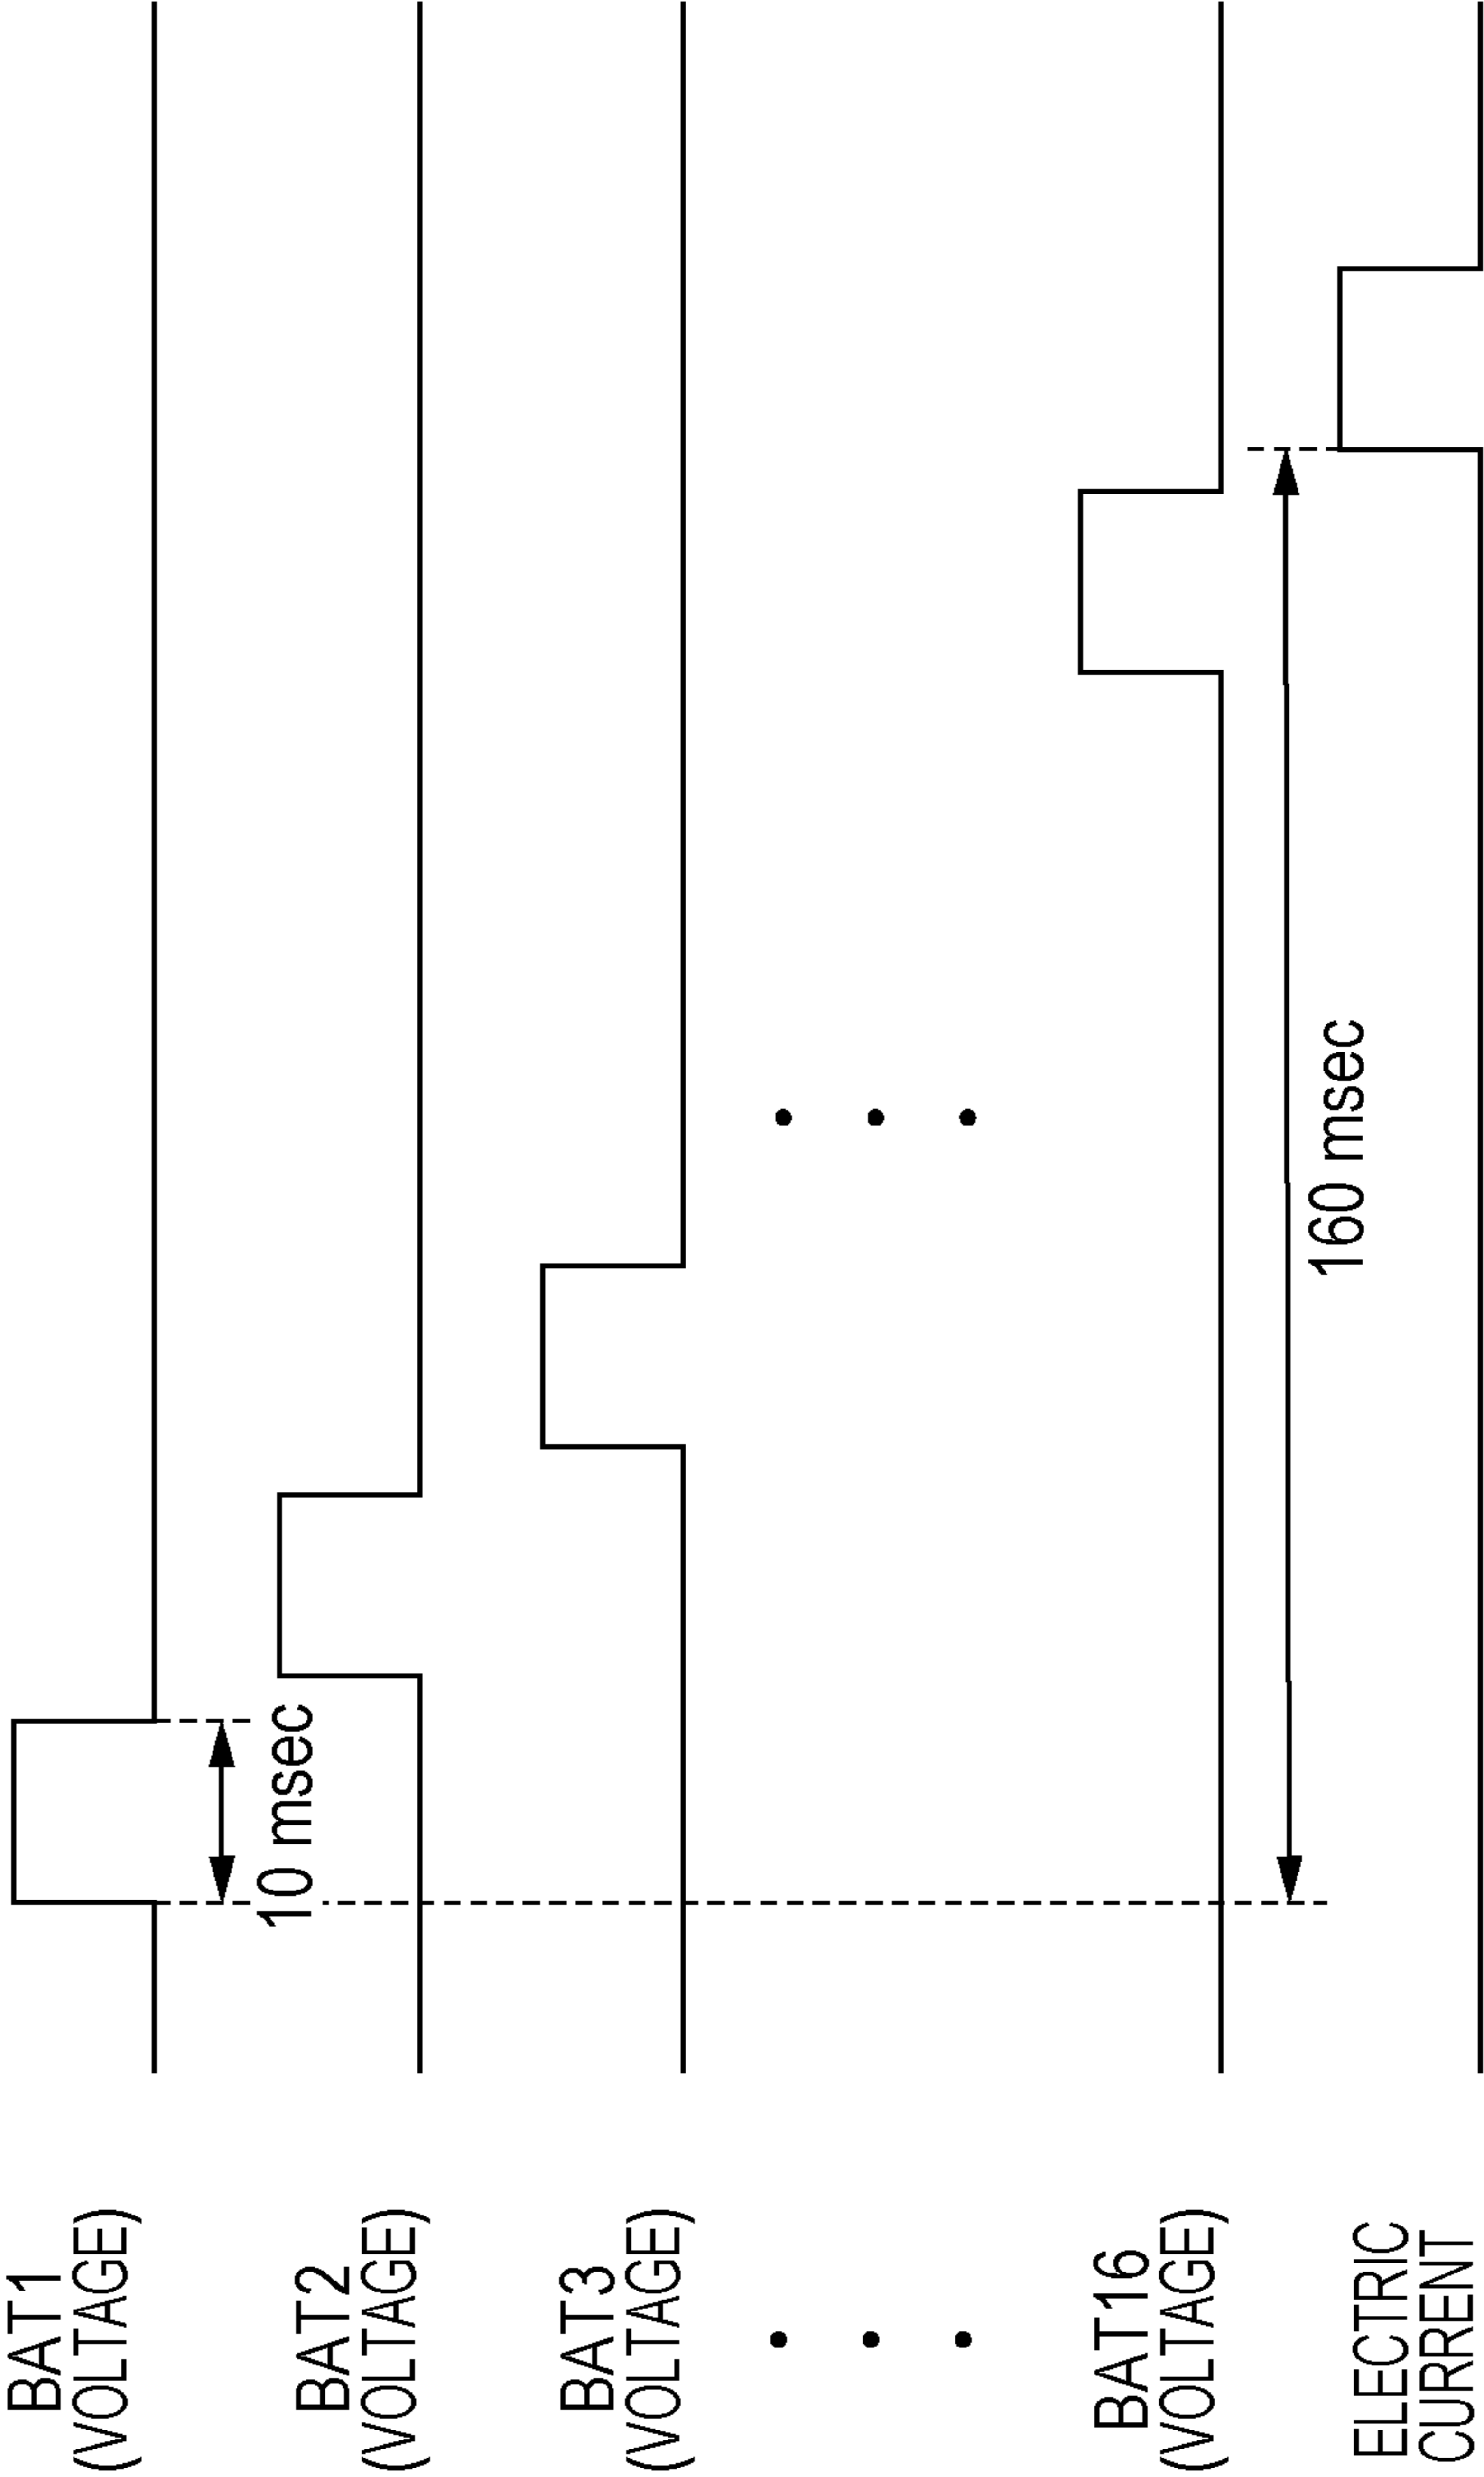 BAT1
(VOLTAGE)
10 msec
BAT2
(VOLTAGE)
BAT3
(VOLTAGE)
BAT16
(VOLTAGE)
160 msec
ELECTRIC
CURRENT